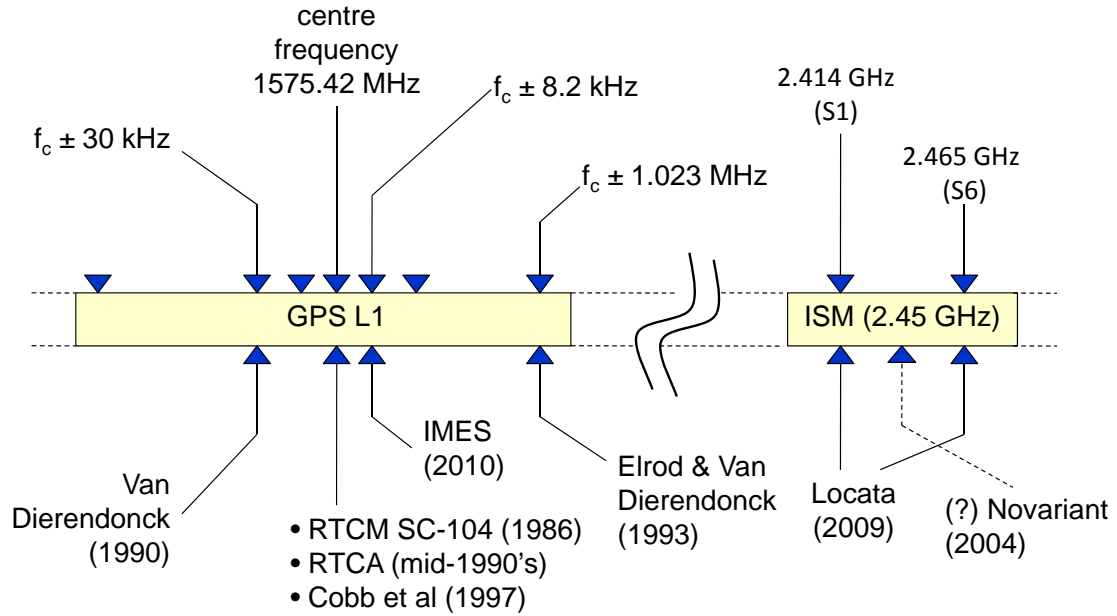 centre
frequency
1575.42 MHz
f_c ± 8.2 kHz
f_c ± 30 kHz
f_c ± 1.023 MHz
2.414 GHz
(S1)
2.465 GHz
(S6)
GPS L1
ISM (2.45 GHz)
Van
Dierendonck
(1990)
IMES
(2010)
• RTCM SC-104 (1986)
• RTCA (mid-1990's)
• Cobb et al (1997)
Elrod & Van
Dierendonck
(1993)
Locata
(2009)
(?) Novariant
(2004)